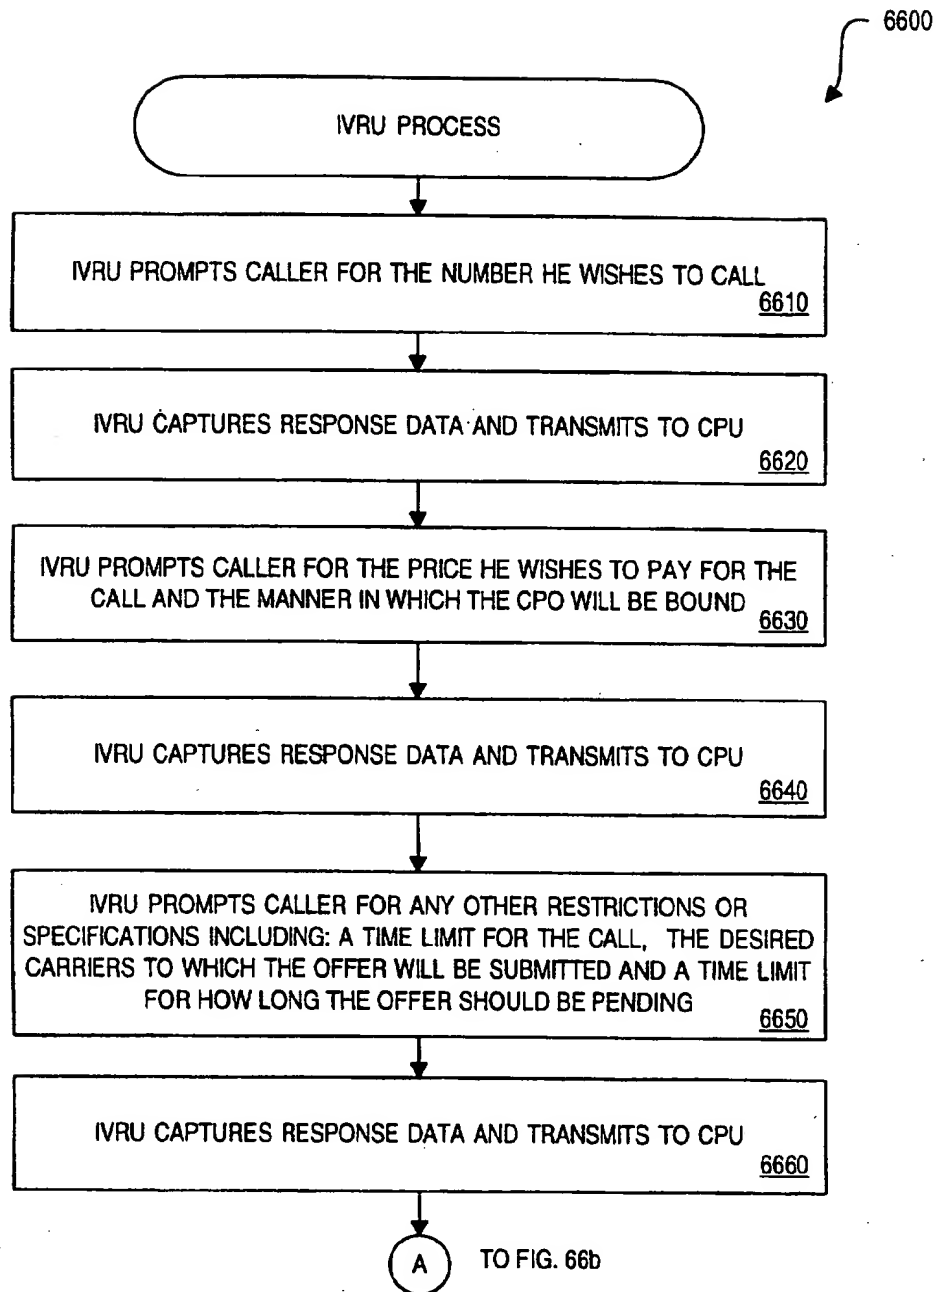 6600
IVRU PROCESS
IVRU PROMPTS CALLER FOR THE NUMBER HE WISHES TO CALL
6610
IVRU CAPTURES RESPONSE DATA AND TRANSMITS TO CPU
6620
IVRU PROMPTS CALLER FOR THE PRICE HE WISHES TO PAY FOR THE
CALL AND THE MANNER IN WHICH THE CPO WILL BE BOUND
6630
IVRU CAPTURES RESPONSE DATA AND TRANSMITS TO CPU
6640
IVRU PROMPTS CALLER FOR ANY OTHER RESTRICTIONS OR
SPECIFICATIONS INCLUDING: A TIME LIMIT FOR THE CALL, THE DESIRED
CARRIERS TO WHICH THE OFFER WILL BE SUBMITTED AND A TIME LIMIT
FOR HOW LONG THE OFFER SHOULD BE PENDING
6650
IVRU CAPTURES RESPONSE DATA AND TRANSMITS TO CPU
6660
A TO FIG. 66b